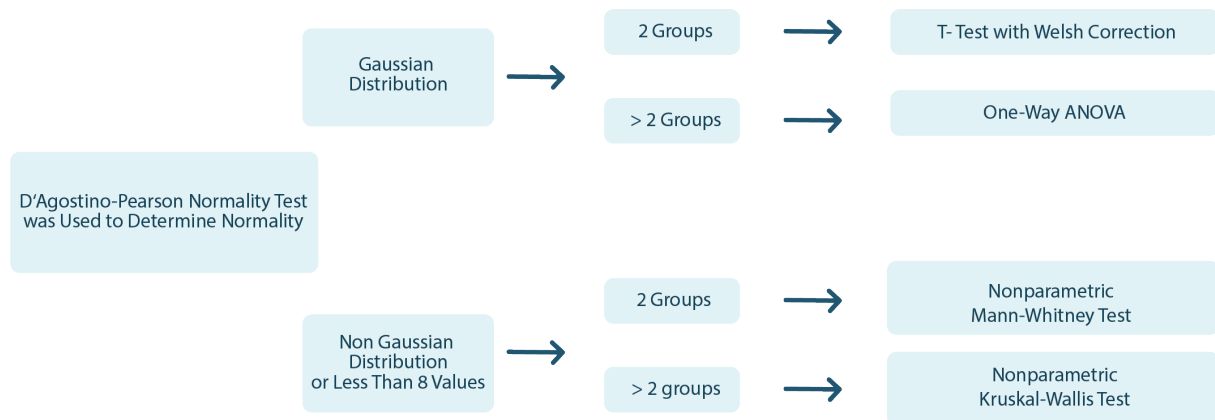 2 Groups
T- Test with Welsh Correction
Gaussian
Distribution
> 2 Groups
One-Way ANOVA
D'Agostino-Pearson Normality Test
was Used to Determine Normality
2 Groups
Nonparametric
Mann-Whitney Test
Non Gaussian
Distribution
or Less Than 8 Values
> 2 groups
Nonparametric
Kruskal-Wallis Test